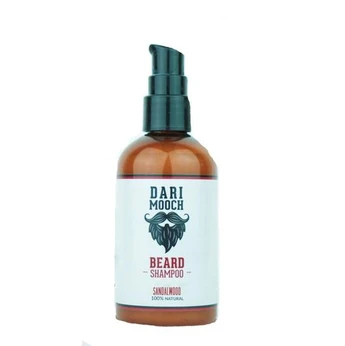 DARI
MOOCH
BEARD
- SHAMPOO -
SANDALWOOD
100% NATURAL